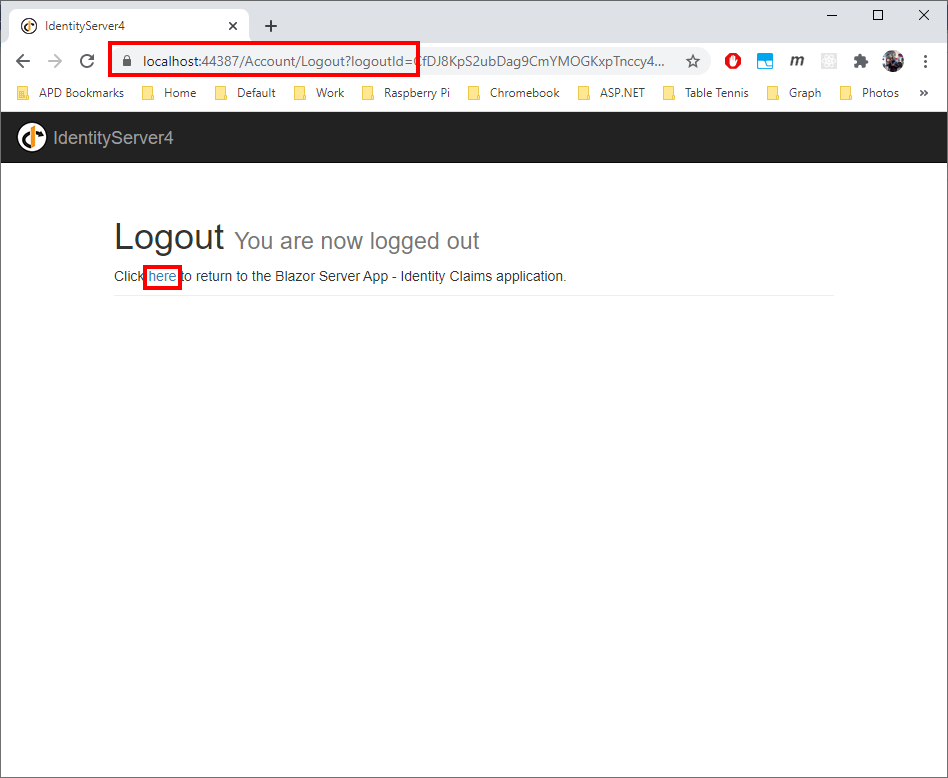 IdentityServer4
localhost:44387/Account/Logout?logoutId=CfDJ8KpS2ubDag9CmYMOGKxpTnccy4...
m
APD Bookmarks Home Default Work Raspberry Pi Chromebook ASP.NET Table Tennis Graph Photos »
IdentityServer4
Logout You are now logged out
Click here to return to the Blazor Server App - Identity Claims application.